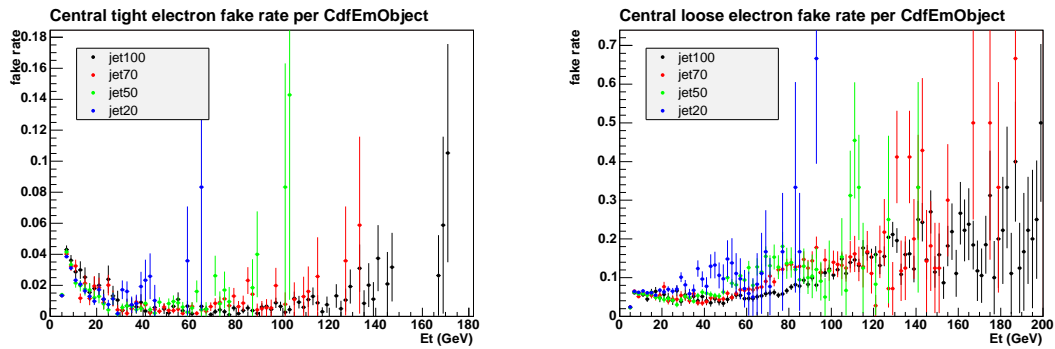 Central tight electron fake rate per CdfEmObject
fake rate
0.18
0.16
0.14
0.12
0.1
0.08
0.06
0.04
0.02
0
jet100
jet70
jet50
jet20
0 20 40 60 80 100 120 140 160 180
Et (GeV)
Central loose electron fake rate per CdfEmObject
fake rate
0.7
0.6
0.5
0.4
0.3
0.2
0.1
0
jet100
jet70
jet50
jet20
0 20 40 60 80 100 120 140 160 180 200
Et (GeV)